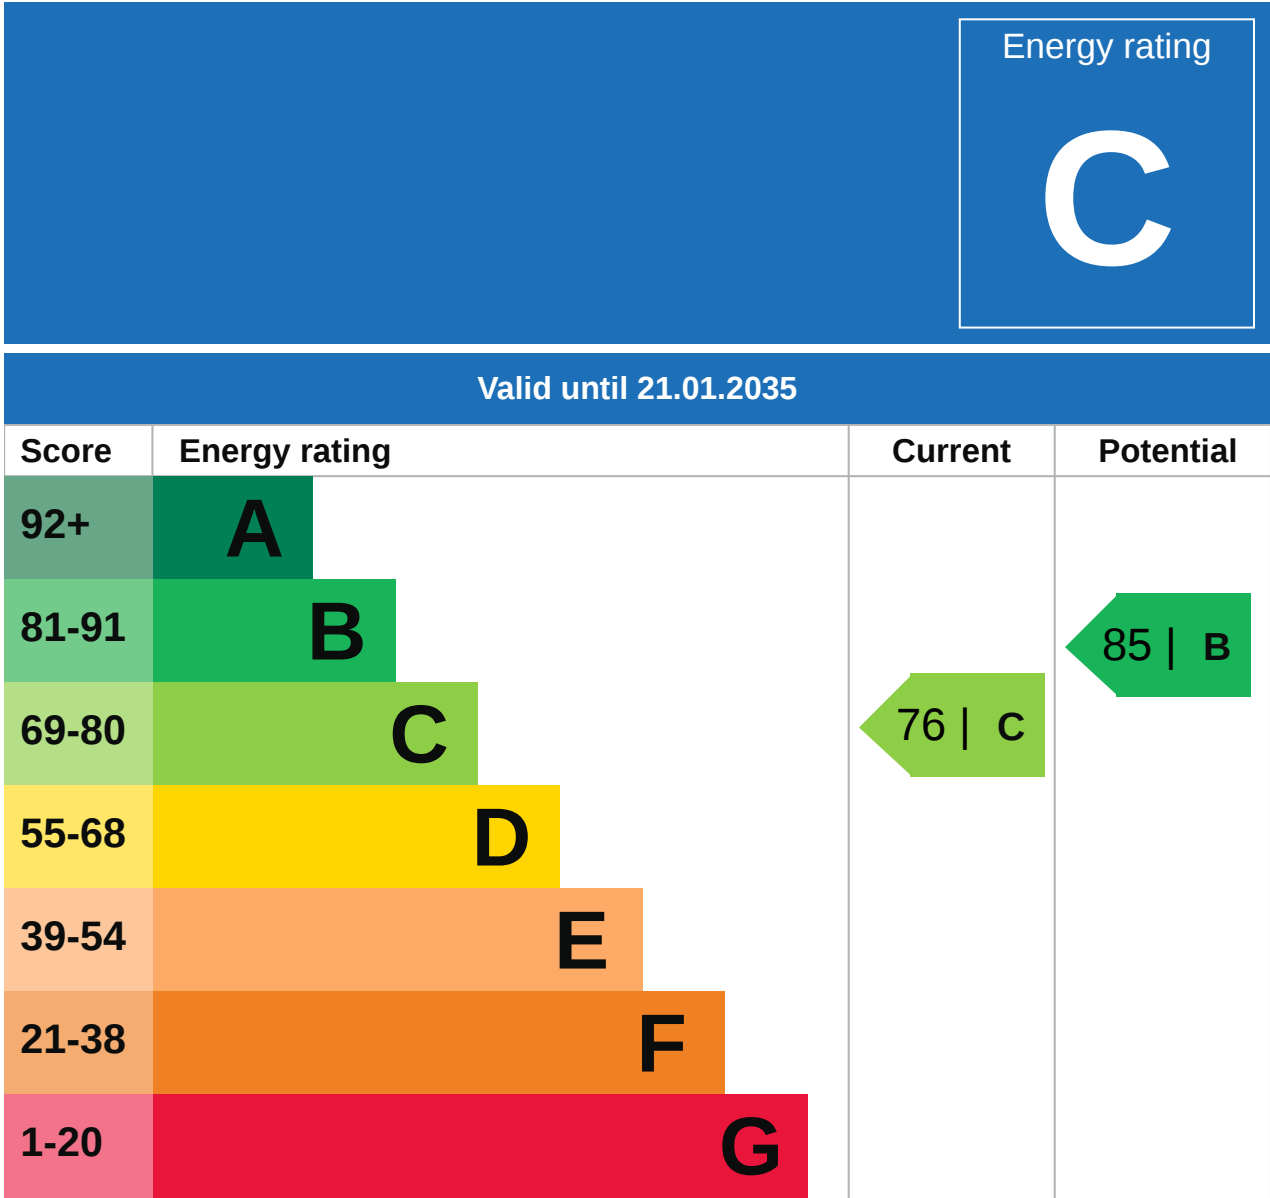 Energy rating
C
Valid until 21.01.2035
Score Energy rating Current Potential
92+ A
81-91 B
85 | B
69-80 C
76 | C
55-68 D
39-54 E
21-38 F
1-20 G